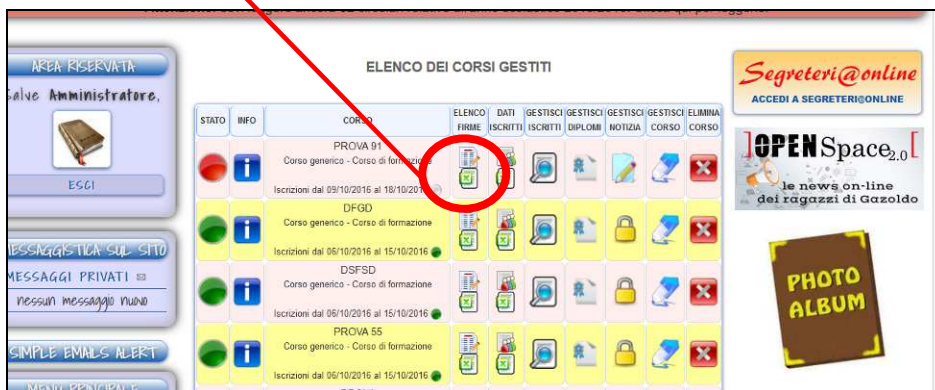 AREA RISERVATA
Salve Amministratore,
ESCI
MESSAGGISTICA SUL SITO
MESSAGGI PRIVATI
nessun messaggio nuovo
SIMPLE EMAILS ALERT
MENU PRINCIPALE
ELENCO DEI CORSI GESTITI
STATO INFO CORSO ELENCO FIRME DATI ISCRITTI GESTISCI ISCRITTI GESTISCI DIPLOMI GESTISCI NOTIZIA GESTISCI CORSO ELIMINA CORSO
PROVA 91
Corso generico - Corso di formazione
Iscrizioni dal 09/10/2016 al 18/10/2016
DFGD
Corso generico - Corso di formazione
Iscrizioni dal 06/10/2016 al 15/10/2016
DSFSD
Corso generico - Corso di formazione
Iscrizioni dal 06/10/2016 al 15/10/2016
PROVA 55
Corso generico - Corso di formazione
Iscrizioni dal 06/10/2016 al 15/10/2016
Segreteri@online
ACCEDI A SEGRETERI@ONLINE
]OPEN Space2.0[
le news on-line
dei ragazzi di Gazoldo
PHOTO
ALBUM